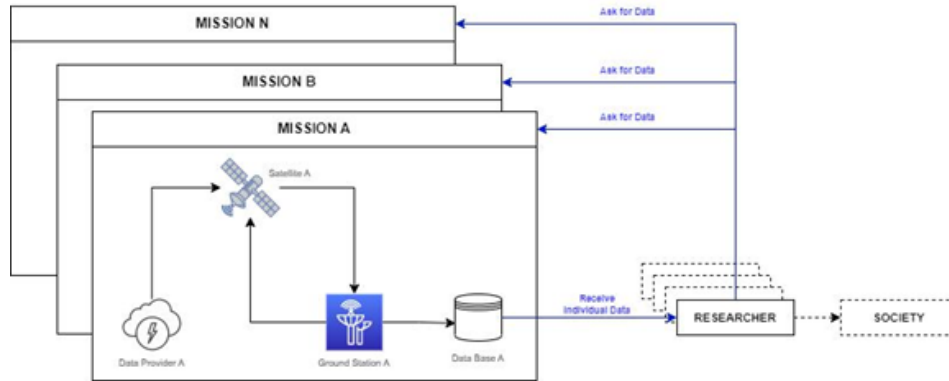 MISSION N
Ask for Data
MISSION B
Ask for Data
MISSION A
Ask for Data
Satellite A
Receive
Individual Data
RESEARCHER
SOCIETY
Data Provider A
Ground Station A
Data Base A